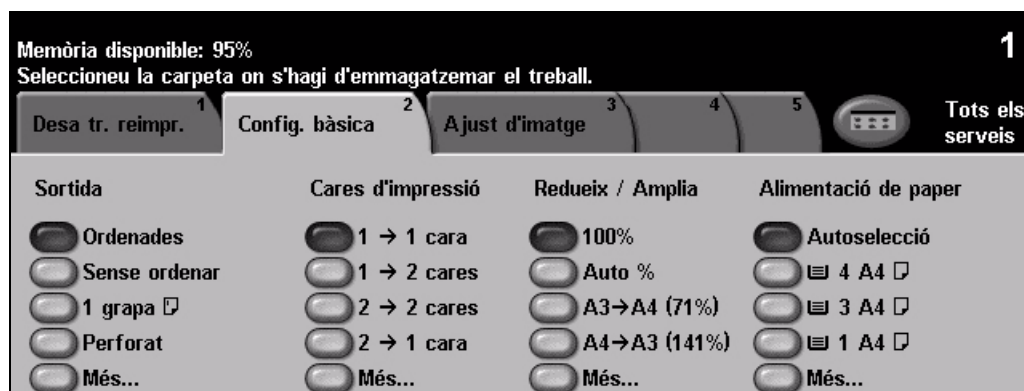 Memòria disponible: 95%
1
Seleccioneu la carpeta on s'hagi d'emmagatzemar el treball.
1
Desa tr. reimpr.
2
Config. bàsica
3
Ajust d'imatge
4
5
Tots els
serveis
Sortida
Ordenades
Sense ordenar
1 grapa
Perforat
Més...
Cares d'impressió
1 → 1 cara
1 → 2 cares
2 → 2 cares
2 → 1 cara
Més...
Redueix / Amplia
100%
Auto %
A3→A4 (71%)
A4→A3 (141%)
Més...
Alimentació de paper
Autoselecció
4 A4
3 A4
1 A4
Més...